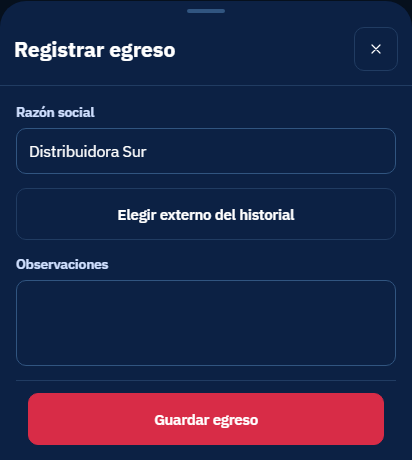 Registrar egreso
Razón social
Distribuidora Sur
Elegir externo del historial
Observaciones
Guardar egreso